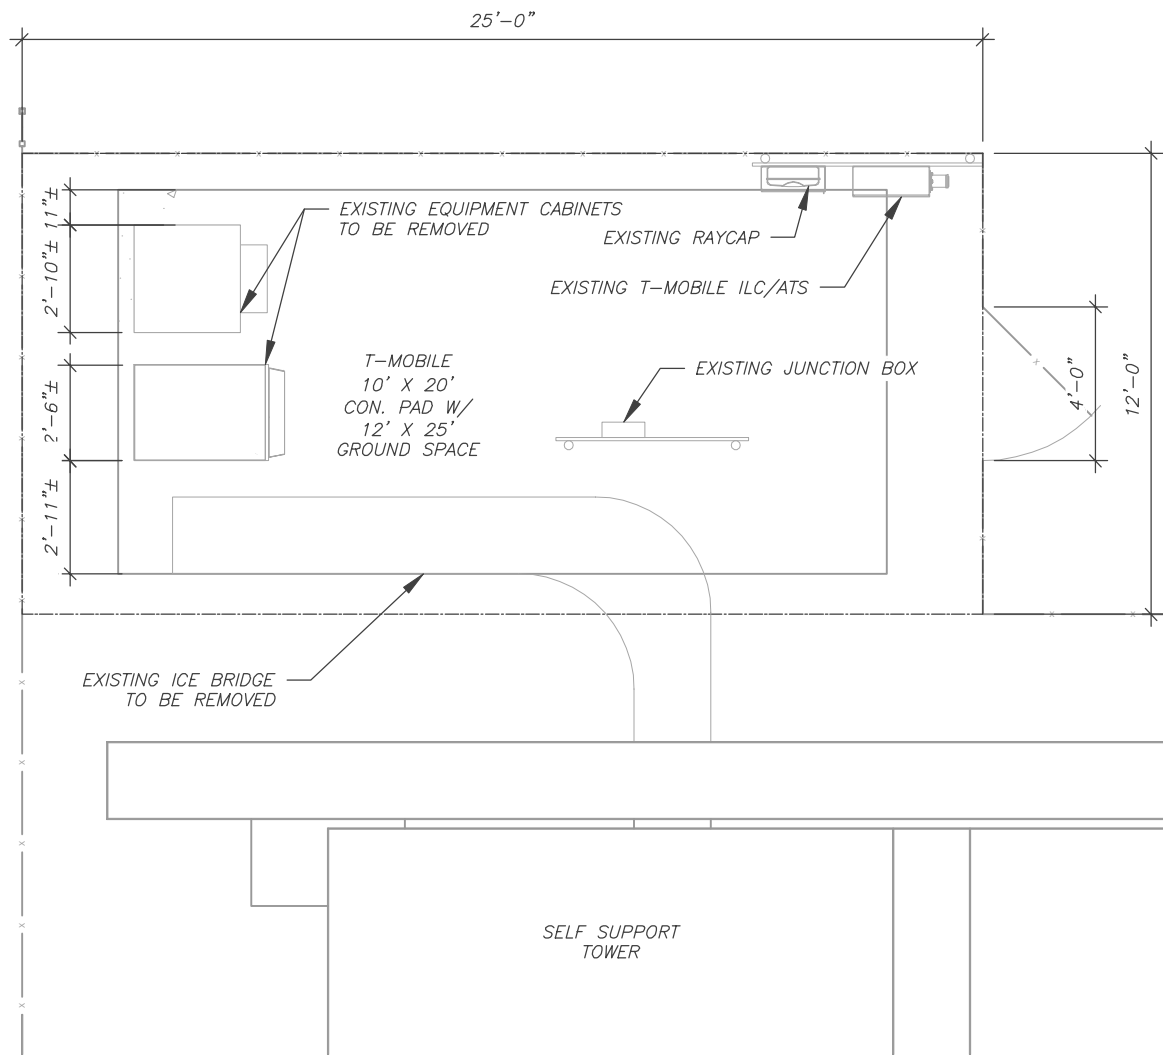 25'-0"
EXISTING EQUIPMENT CABINETS
TO BE REMOVED
EXISTING RAYCAP
EXISTING T-MOBILE ILC/ATS
11"±
2'-10"±
2'-6"±
2'-11"±
T-MOBILE
10' X 20'
CON. PAD W/
12' X 25'
GROUND SPACE
EXISTING JUNCTION BOX
4'-0"
12'-0"
EXISTING ICE BRIDGE
TO BE REMOVED
SELF SUPPORT
TOWER